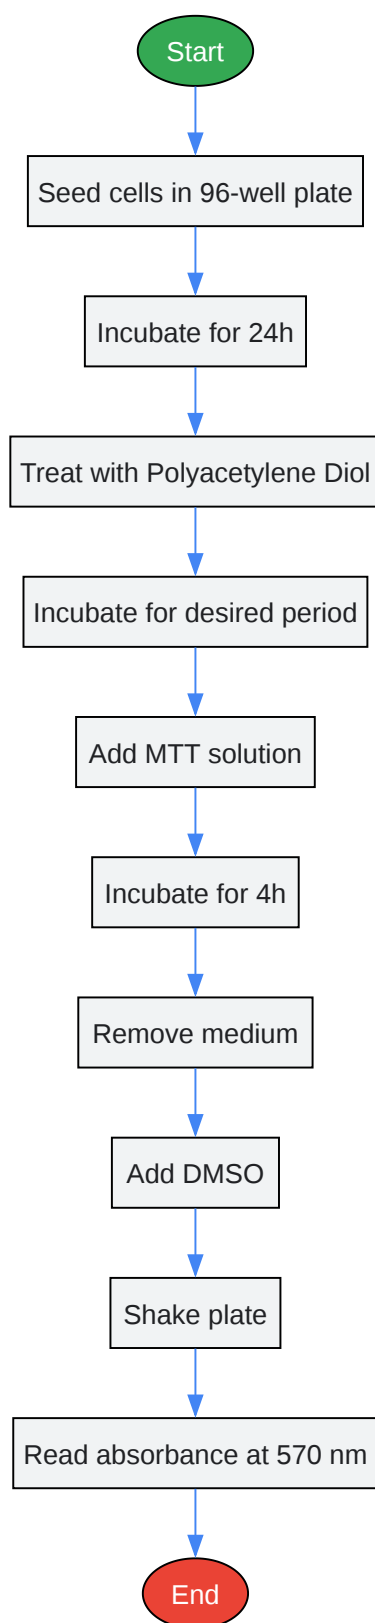 Start
Seed cells in 96-well plate
Incubate for 24h
Treat with Polyacetylene Diol
Incubate for desired period
Add MTT solution
Incubate for 4h
Remove medium
Add DMSO
Shake plate
Read absorbance at 570 nm
End